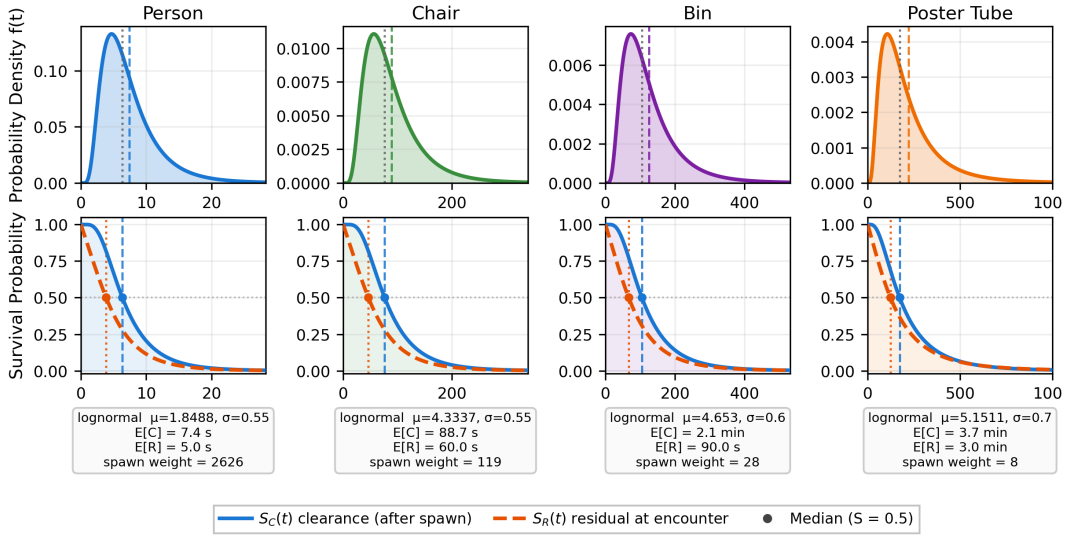 Person
Chair
Bin
Poster Tube
Probability Density f(t)
0.10
0.05
0.00
0 10 20
0.0100
0.0075
0.0050
0.0025
0.0000
0 200
0.006
0.004
0.002
0.000
0 200 400
0.004
0.003
0.002
0.001
0.000
0 500 100
Survival Probability
1.00
0.75
0.50
0.25
0.00
0 10 20
1.00
0.75
0.50
0.25
0.00
0 200
1.00
0.75
0.50
0.25
0.00
0 200 400
1.00
0.75
0.50
0.25
0.00
0 500 100
lognormal μ=1.8488, σ=0.55
E[C] = 7.4 s
E[R] = 5.0 s
spawn weight = 2626
lognormal μ=4.3337, σ=0.55
E[C] = 88.7 s
E[R] = 60.0 s
spawn weight = 119
lognormal μ=4.653, σ=0.6
E[C] = 2.1 min
E[R] = 90.0 s
spawn weight = 28
lognormal μ=5.1511, σ=0.7
E[C] = 3.7 min
E[R] = 3.0 min
spawn weight = 8
S_C(t) clearance (after spawn)
S_R(t) residual at encounter
Median (S = 0.5)